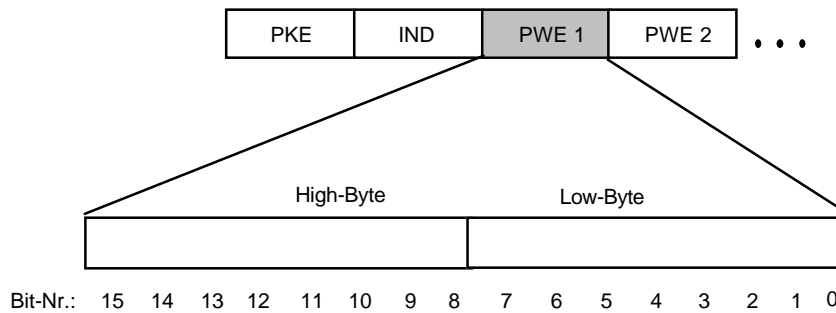 PKE IND PWE 1 PWE 2 • • •
High-Byte Low-Byte
Bit-Nr.: 15 14 13 12 11 10 9 8 7 6 5 4 3 2 1 0